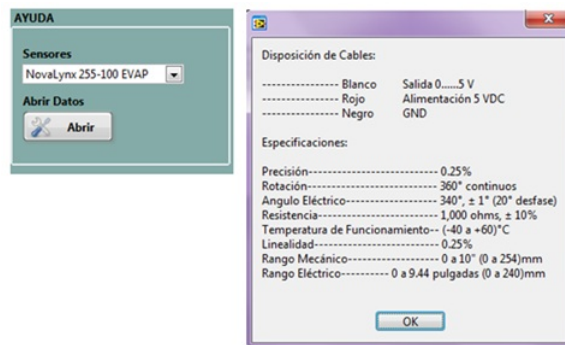 AYUDA
Sensores
NovaLynx 255-100 EVAP
Abrir Datos
Abrir
Disposición de Cables:
---------------- Blanco Salida 0......5 V
---------------- Rojo Alimentación 5 VDC
---------------- Negro GND
Especificaciones:
Precisión-------------------------- 0.25%
Rotación-------------------------- 360° continuos
Angulo Eléctrico----------------- 340°, ± 1° (20° desfase)
Resistencia----------------------- 1,000 ohms, ± 10%
Temperatura de Funcionamiento-- (-40 a +60)°C
Linealidad------------------------ 0.25%
Rango Mecánico----------------- 0 a 10" (0 a 254)mm
Rango Eléctrico---------- 0 a 9.44 pulgadas (0 a 240)mm
OK